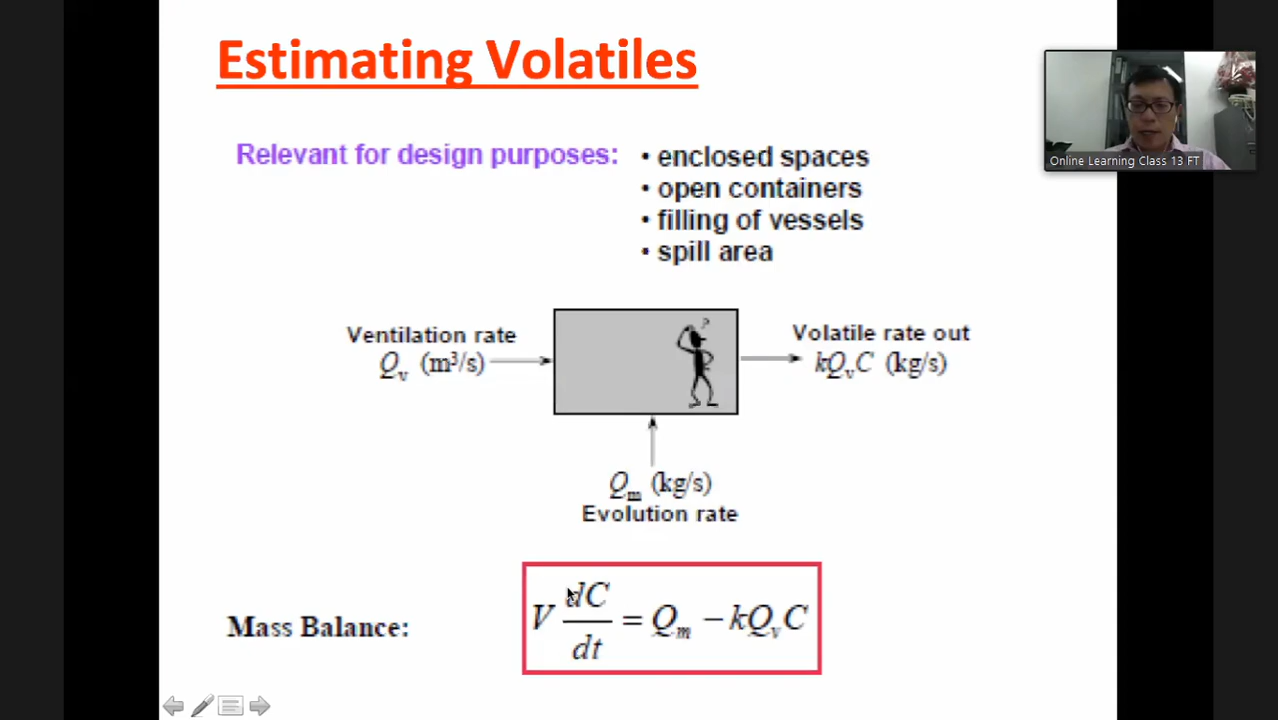 Estimating Volatiles
Relevant for design purposes:
• enclosed spaces
• open containers
• filling of vessels
• spill area
Online Learning Class 13 FT
Ventilation rate
Qᵥ (m³/s)
?
Volatile rate out
kQᵥC (kg/s)
Qₘ (kg/s)
Evolution rate
Mass Balance:
V dC/dt = Qₘ − kQᵥC